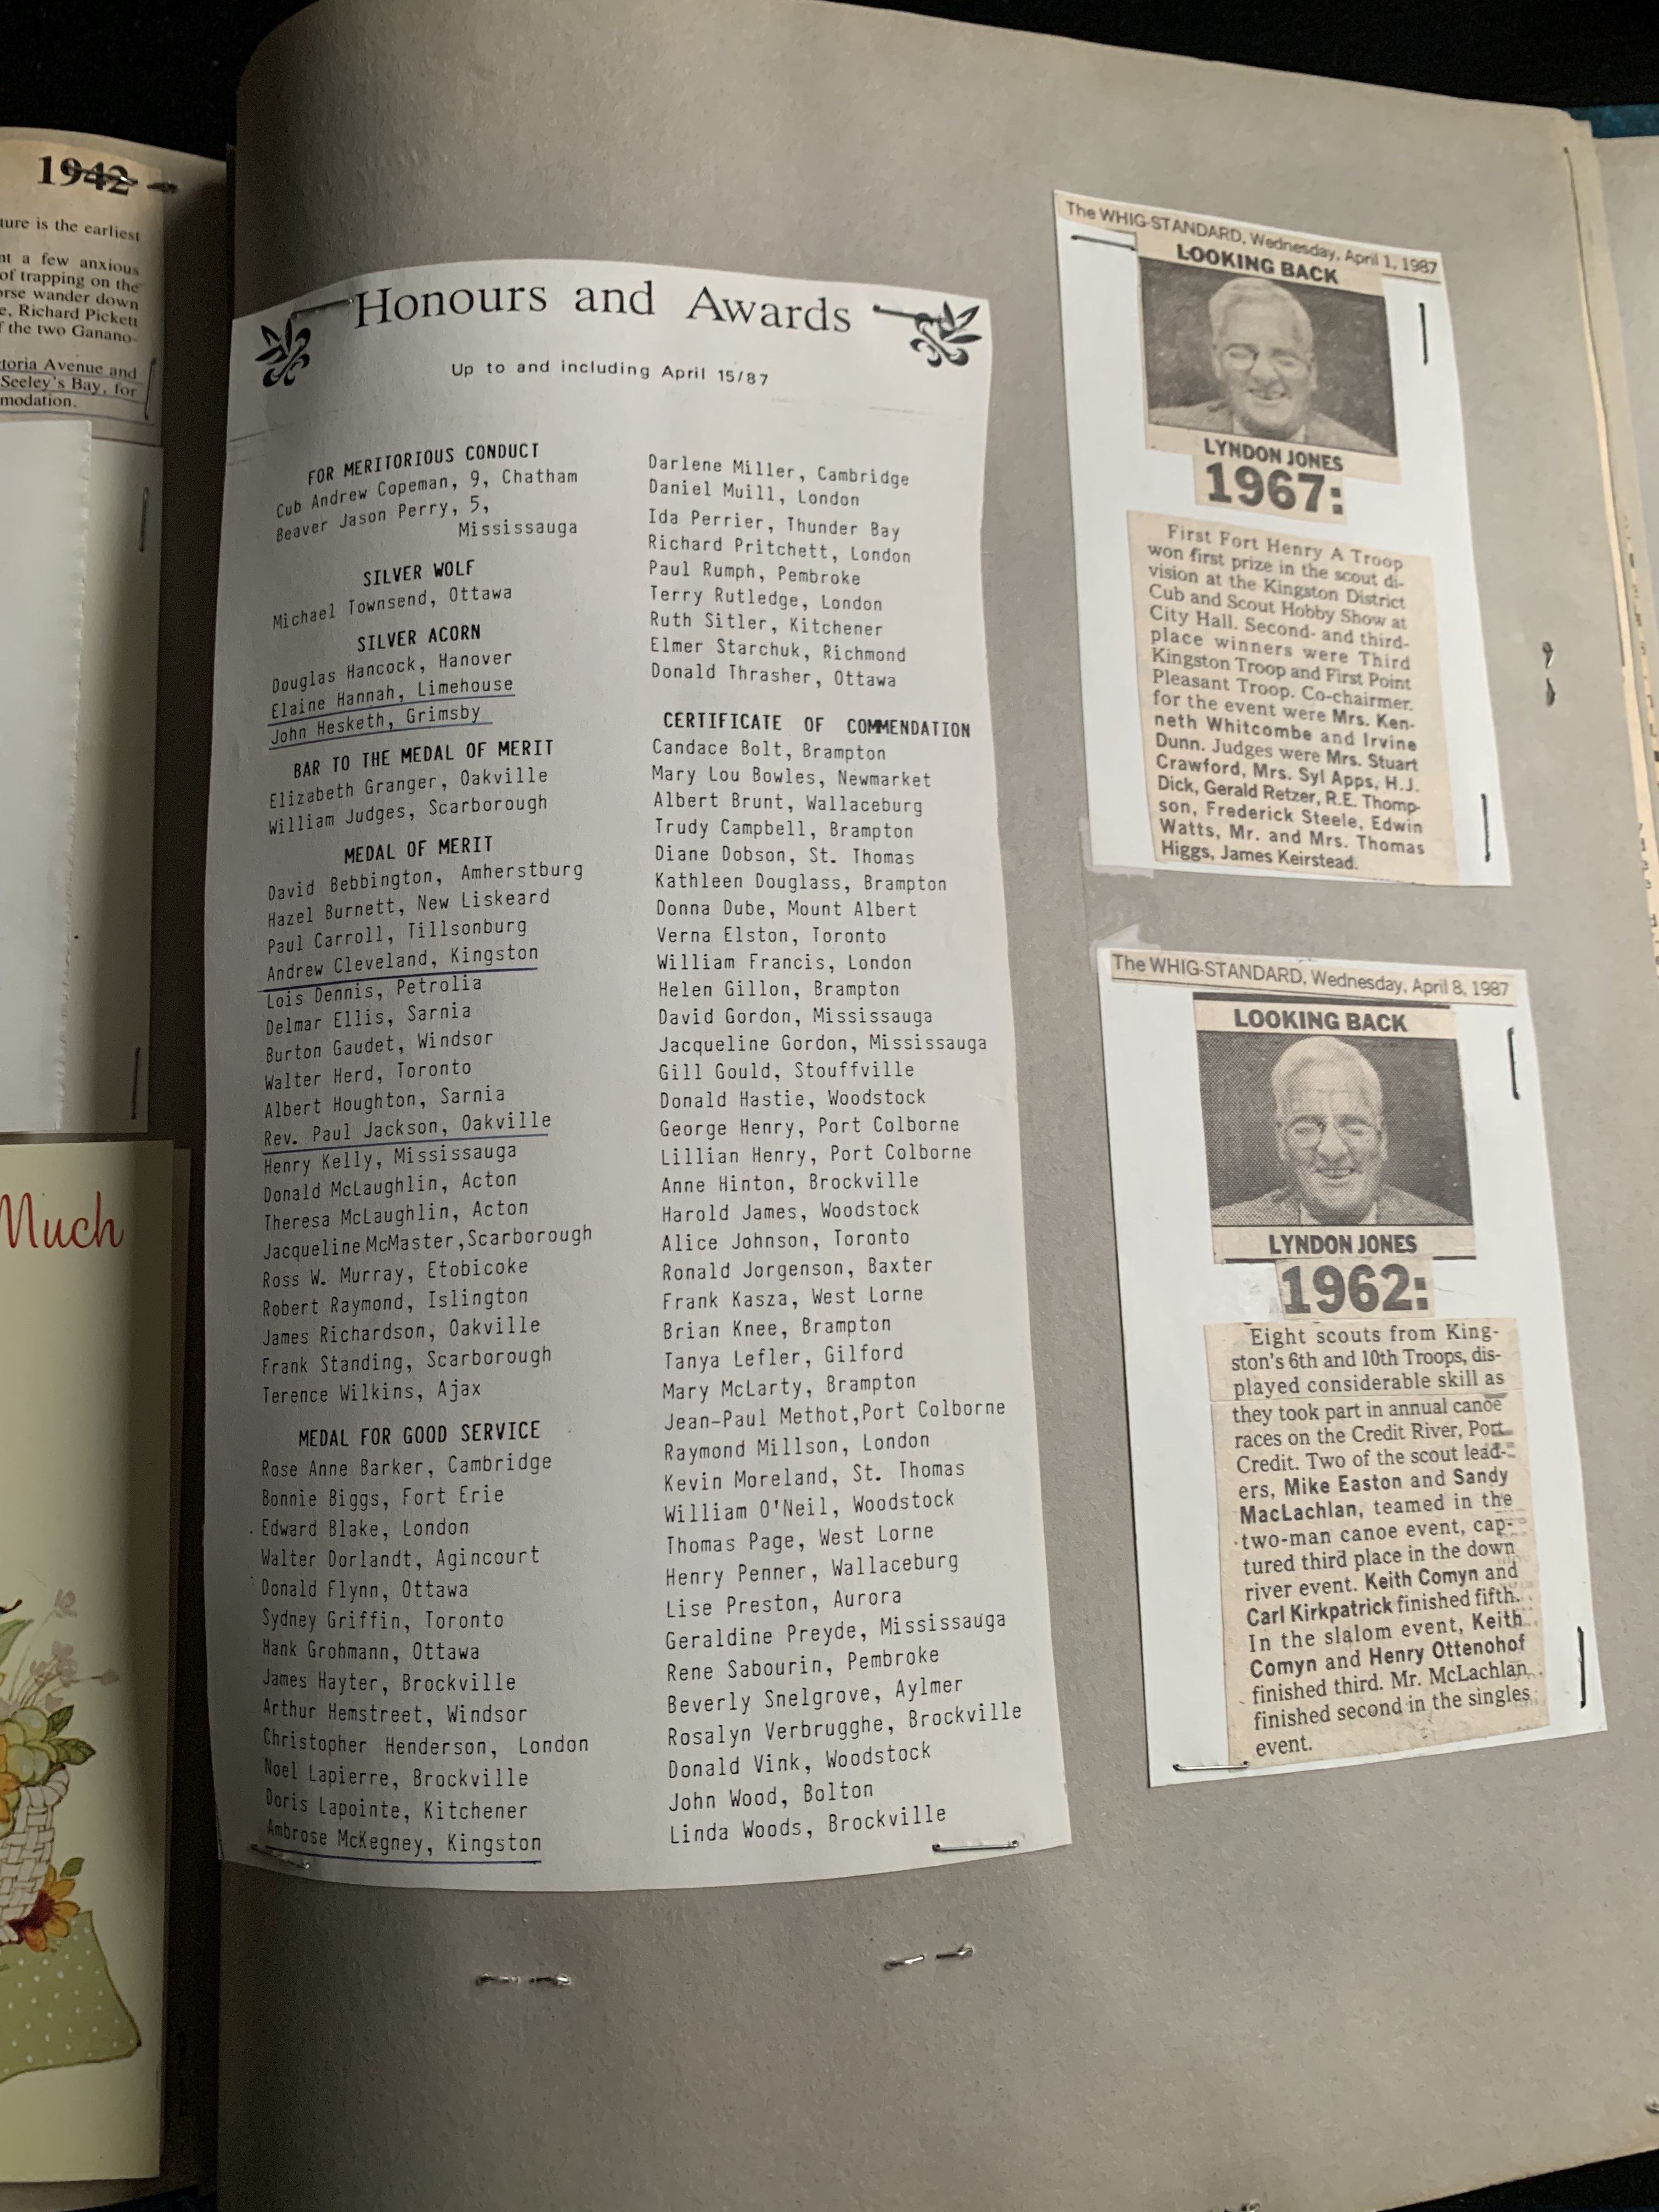 1942
ture is the earliest
nt a few anxious
of trapping on the
orse wander down
e, Richard Pickett
f the two Ganano-
toria Avenue and
Seeley's Bay, for
modation.
Much
Honours and Awards
Up to and including April 15/87
FOR MERITORIOUS CONDUCT
Cub Andrew Copeman, 9, Chatham
Beaver Jason Perry, 5,
Mississauga
SILVER WOLF
Michael Townsend, Ottawa
SILVER ACORN
Douglas Hancock, Hanover
Elaine Hannah, Limehouse
John Hesketh, Grimsby
BAR TO THE MEDAL OF MERIT
Elizabeth Granger, Oakville
William Judges, Scarborough
MEDAL OF MERIT
David Bebbington, Amherstburg
Hazel Burnett, New Liskeard
Paul Carroll, Tillsonburg
Andrew Cleveland, Kingston
Lois Dennis, Petrolia
Delmar Ellis, Sarnia
Burton Gaudet, Windsor
Walter Herd, Toronto
Albert Houghton, Sarnia
Rev. Paul Jackson, Oakville
Henry Kelly, Mississauga
Donald McLaughlin, Acton
Theresa McLaughlin, Acton
Jacqueline McMaster,Scarborough
Ross W. Murray, Etobicoke
Robert Raymond, Islington
James Richardson, Oakville
Frank Standing, Scarborough
Terence Wilkins, Ajax
MEDAL FOR GOOD SERVICE
Rose Anne Barker, Cambridge
Bonnie Biggs, Fort Erie
Edward Blake, London
Walter Dorlandt, Agincourt
Donald Flynn, Ottawa
Sydney Griffin, Toronto
Hank Grohmann, Ottawa
James Hayter, Brockville
Arthur Hemstreet, Windsor
Christopher Henderson, London
Noel Lapierre, Brockville
Doris Lapointe, Kitchener
Ambrose McKegney, Kingston
Darlene Miller, Cambridge
Daniel Muill, London
Ida Perrier, Thunder Bay
Richard Pritchett, London
Paul Rumph, Pembroke
Terry Rutledge, London
Ruth Sitler, Kitchener
Elmer Starchuk, Richmond
Donald Thrasher, Ottawa
CERTIFICATE OF COMMENDATION
Candace Bolt, Brampton
Mary Lou Bowles, Newmarket
Albert Brunt, Wallaceburg
Trudy Campbell, Brampton
Diane Dobson, St. Thomas
Kathleen Douglass, Brampton
Donna Dube, Mount Albert
Verna Elston, Toronto
William Francis, London
Helen Gillon, Brampton
David Gordon, Mississauga
Jacqueline Gordon, Mississauga
Gill Gould, Stouffville
Donald Hastie, Woodstock
George Henry, Port Colborne
Lillian Henry, Port Colborne
Anne Hinton, Brockville
Harold James, Woodstock
Alice Johnson, Toronto
Ronald Jorgenson, Baxter
Frank Kasza, West Lorne
Brian Knee, Brampton
Tanya Lefler, Gilford
Mary McLarty, Brampton
Jean-Paul Methot,Port Colborne
Raymond Millson, London
Kevin Moreland, St. Thomas
William O'Neil, Woodstock
Thomas Page, West Lorne
Henry Penner, Wallaceburg
Lise Preston, Aurora
Geraldine Preyde, Mississauga
Rene Sabourin, Pembroke
Beverly Snelgrove, Aylmer
Rosalyn Verbrugghe, Brockville
Donald Vink, Woodstock
John Wood, Bolton
Linda Woods, Brockville
The WHIG-STANDARD, Wednesday, April 1, 1987
LOOKING BACK
LYNDON JONES
1967:
First Fort Henry A Troop
won first prize in the scout di-
vision at the Kingston District
Cub and Scout Hobby Show at
City Hall. Second- and third-
place winners were Third
Kingston Troop and First Point
Pleasant Troop. Co-chairmer.
for the event were Mrs. Ken-
neth Whitcombe and Irvine
Dunn. Judges were Mrs. Stuart
Crawford, Mrs. Syl Apps, H.J.
Dick, Gerald Retzer, R.E. Thomp-
son, Frederick Steele, Edwin
Watts, Mr. and Mrs. Thomas
Higgs, James Keirstead.
The WHIG-STANDARD, Wednesday, April 8, 1987
LOOKING BACK
LYNDON JONES
1962:
Eight scouts from King-
ston's 6th and 10th Troops, dis-
played considerable skill as
they took part in annual canoe
races on the Credit River, Port
Credit. Two of the scout lead-
ers, Mike Easton and Sandy
MacLachlan, teamed in the
two-man canoe event, cap-
tured third place in the down
river event. Keith Comyn and
Carl Kirkpatrick finished fifth.
In the slalom event, Keith
Comyn and Henry Ottenohof
finished third. Mr. McLachlan
finished second in the singles
event.